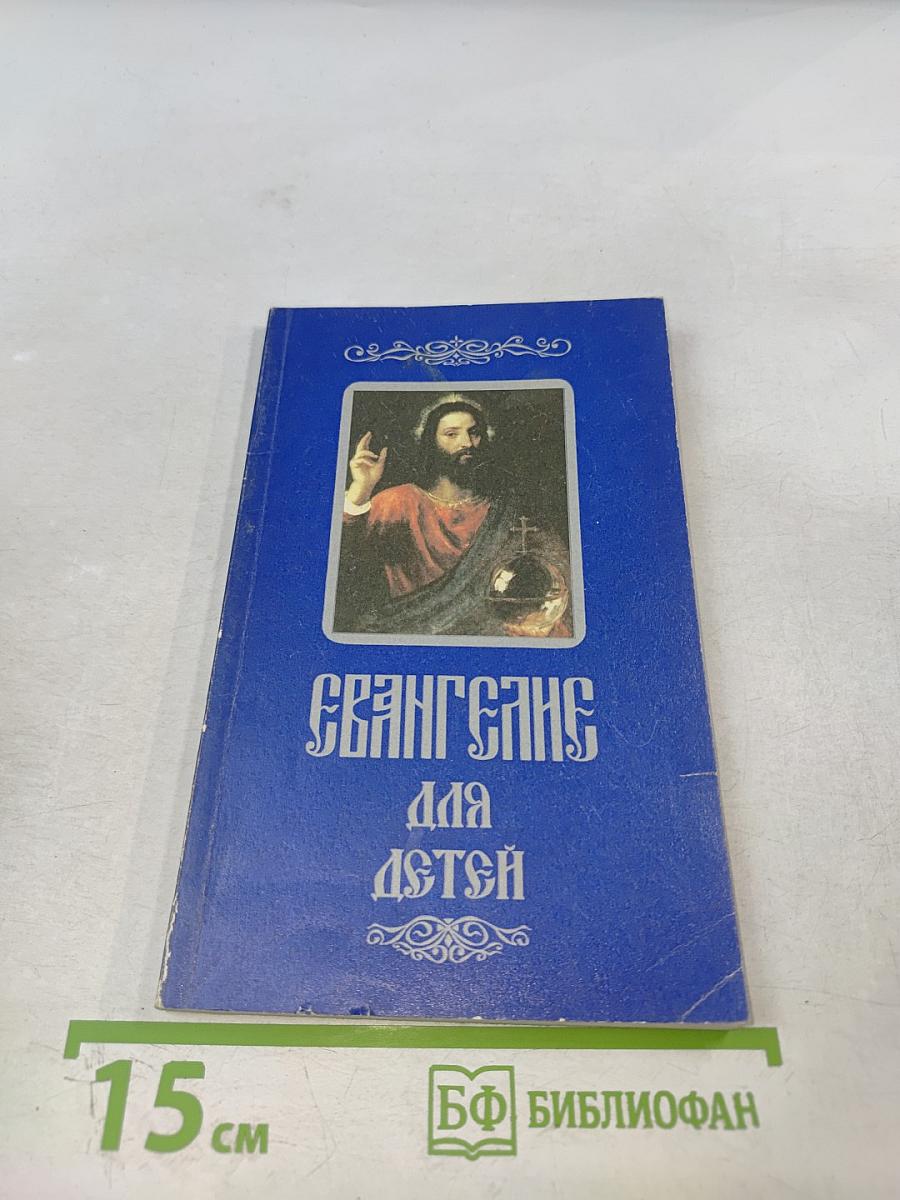 ЕВАНГЕЛИЕ
ДЛЯ
ДЕТЕЙ
15 см
БФ БИБЛИОФАН